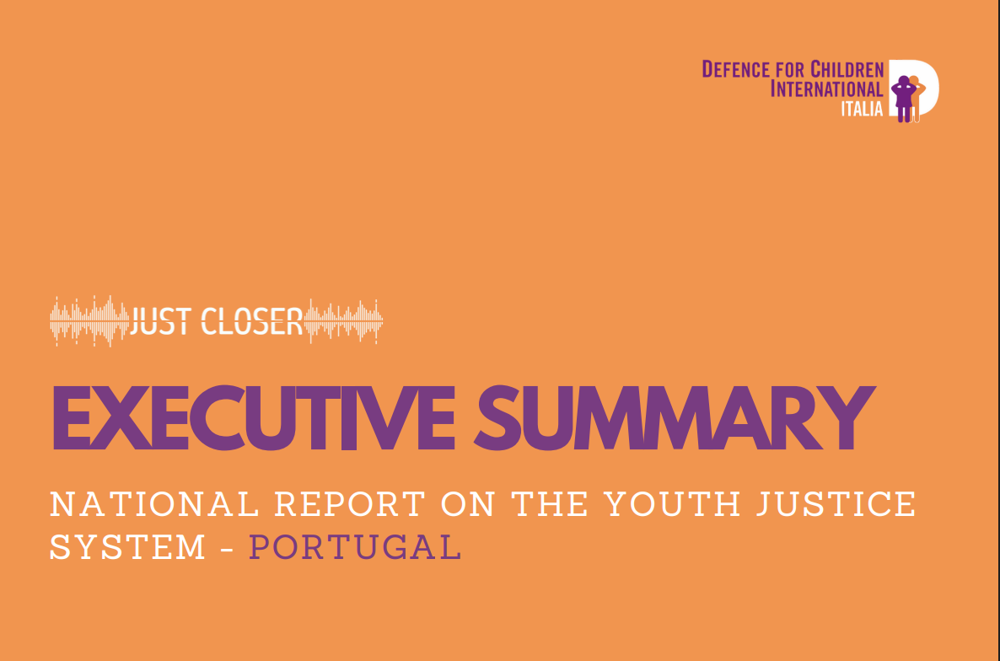 DEFENCE FOR CHILDREN
INTERNATIONAL
ITALIA
JUST CLOSER
EXECUTIVE SUMMARY
NATIONAL REPORT ON THE YOUTH JUSTICE
SYSTEM - PORTUGAL